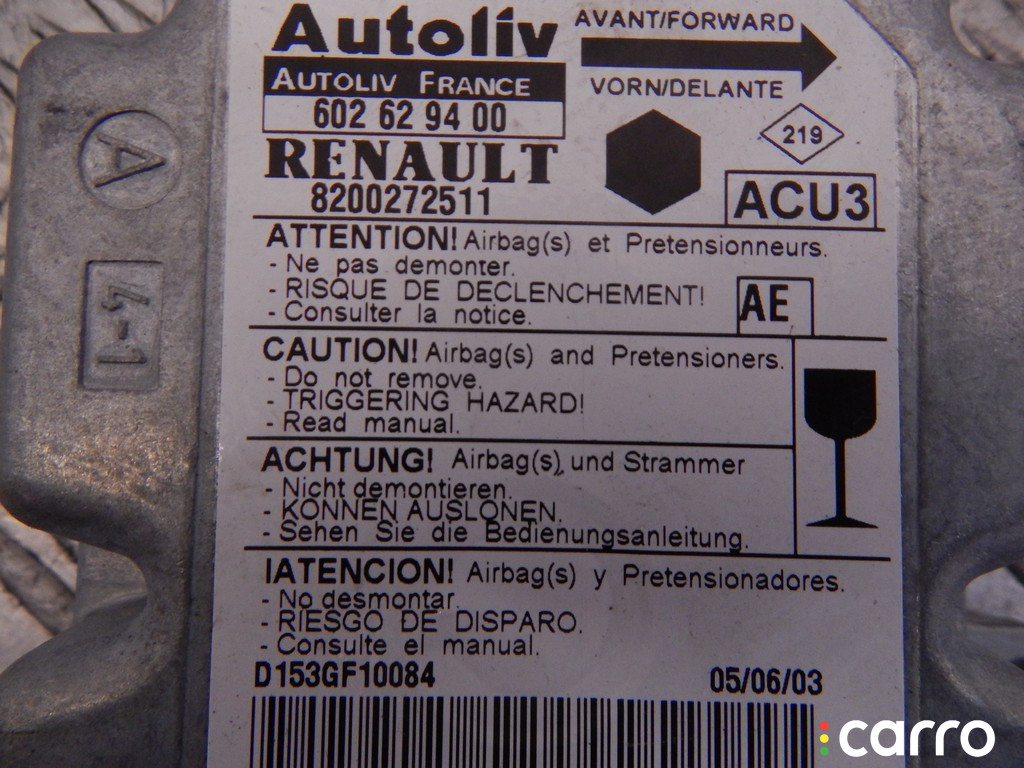 Autoliv
AUTOLIV FRANCE
602 62 94 00
RENAULT
8200272511
AVANT/FORWARD
VORN/DELANTE
219
ACU3
ATTENTION! Airbag(s) et Pretensionneurs.
- Ne pas demonter.
- RISQUE DE DECLENCHEMENT!
- Consulter la notice.
AE
CAUTION! Airbag(s) and Pretensioners.
- Do not remove.
- TRIGGERING HAZARD!
- Read manual.
ACHTUNG! Airbag(s) und Strammer
- Nicht demontieren.
- KONNEN AUSLONEN.
- Sehen Sie die Bedienungsanleitung.
IATENCION! Airbag(s) y Pretensionadores.
- No desmontar.
- RIESGO DE DISPARO.
- Consulte el manual.
D153GF10084
05/06/03
A
carro